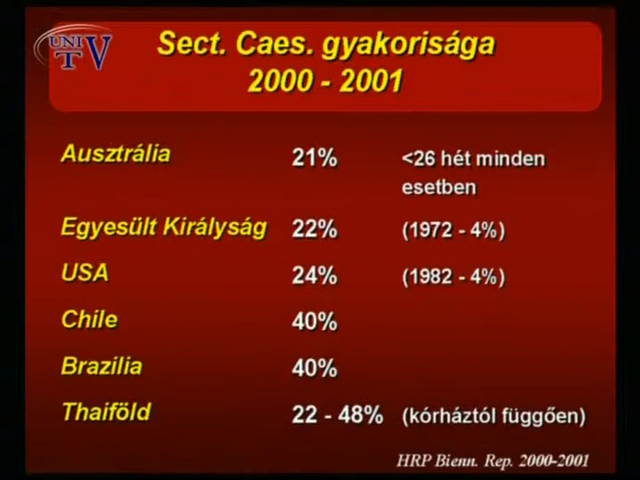 UNI
TV
Sect. Caes. gyakorisága
2000 - 2001
Ausztrália 21% <26 hét minden
esetben
Egyesült Királyság 22% (1972 - 4%)
USA 24% (1982 - 4%)
Chile 40%
Brazilia 40%
Thaiföld 22 - 48% (kórháztól függően)
HRP Bienn. Rep. 2000-2001